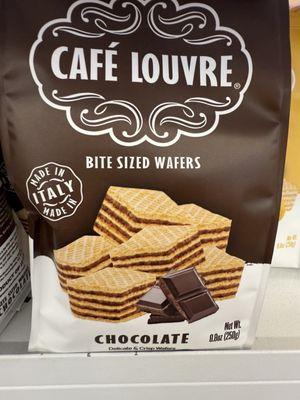 CAFÉ LOUVRE®
BITE SIZED WAFERS
MADE IN
ITALY
MADE IN
CHOCOLATE
Delicate & Crisp Wafers
Net Wt.
8.8oz (250g)